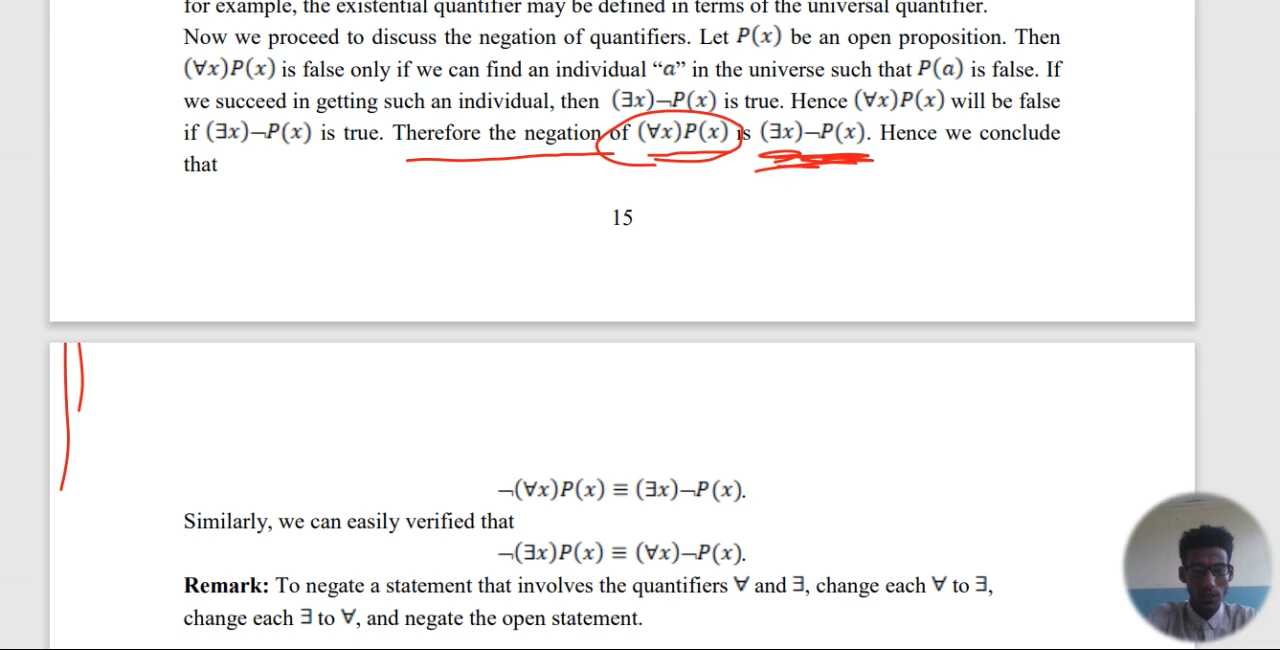 for example, the existential quantifier may be defined in terms of the universal quantifier.
Now we proceed to discuss the negation of quantifiers. Let P(x) be an open proposition. Then
(∀x)P(x) is false only if we can find an individual “a” in the universe such that P(a) is false. If
we succeed in getting such an individual, then (∃x)¬P(x) is true. Hence (∀x)P(x) will be false
if (∃x)¬P(x) is true. Therefore the negation of (∀x)P(x) is (∃x)¬P(x). Hence we conclude
that
15
¬(∀x)P(x) ≡ (∃x)¬P(x).
Similarly, we can easily verified that
¬(∃x)P(x) ≡ (∀x)¬P(x).
Remark: To negate a statement that involves the quantifiers ∀ and ∃, change each ∀ to ∃,
change each ∃ to ∀, and negate the open statement.